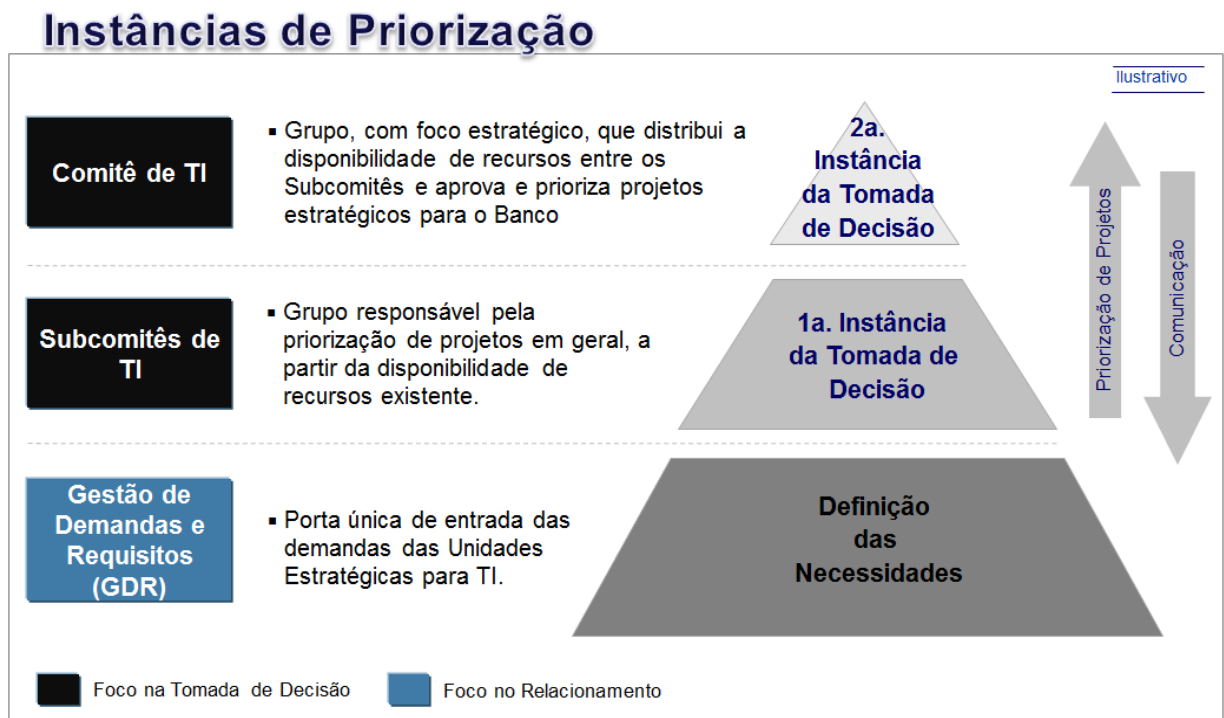 Instâncias de Priorização
Ilustrativo
Comitê de TI
▪ Grupo, com foco estratégico, que distribui a
disponibilidade de recursos entre os
Subcomitês e aprova e prioriza projetos
estratégicos para o Banco
2a.
Instância
da Tomada
de Decisão
Subcomitês de
TI
▪ Grupo responsável pela
priorização de projetos em geral, a
partir da disponibilidade de
recursos existente.
1a. Instância
da Tomada de
Decisão
Priorização de Projetos
Comunicação
Gestão de
Demandas e
Requisitos
(GDR)
▪ Porta única de entrada das
demandas das Unidades
Estratégicas para TI.
Definição
das
Necessidades
Foco na Tomada de Decisão
Foco no Relacionamento